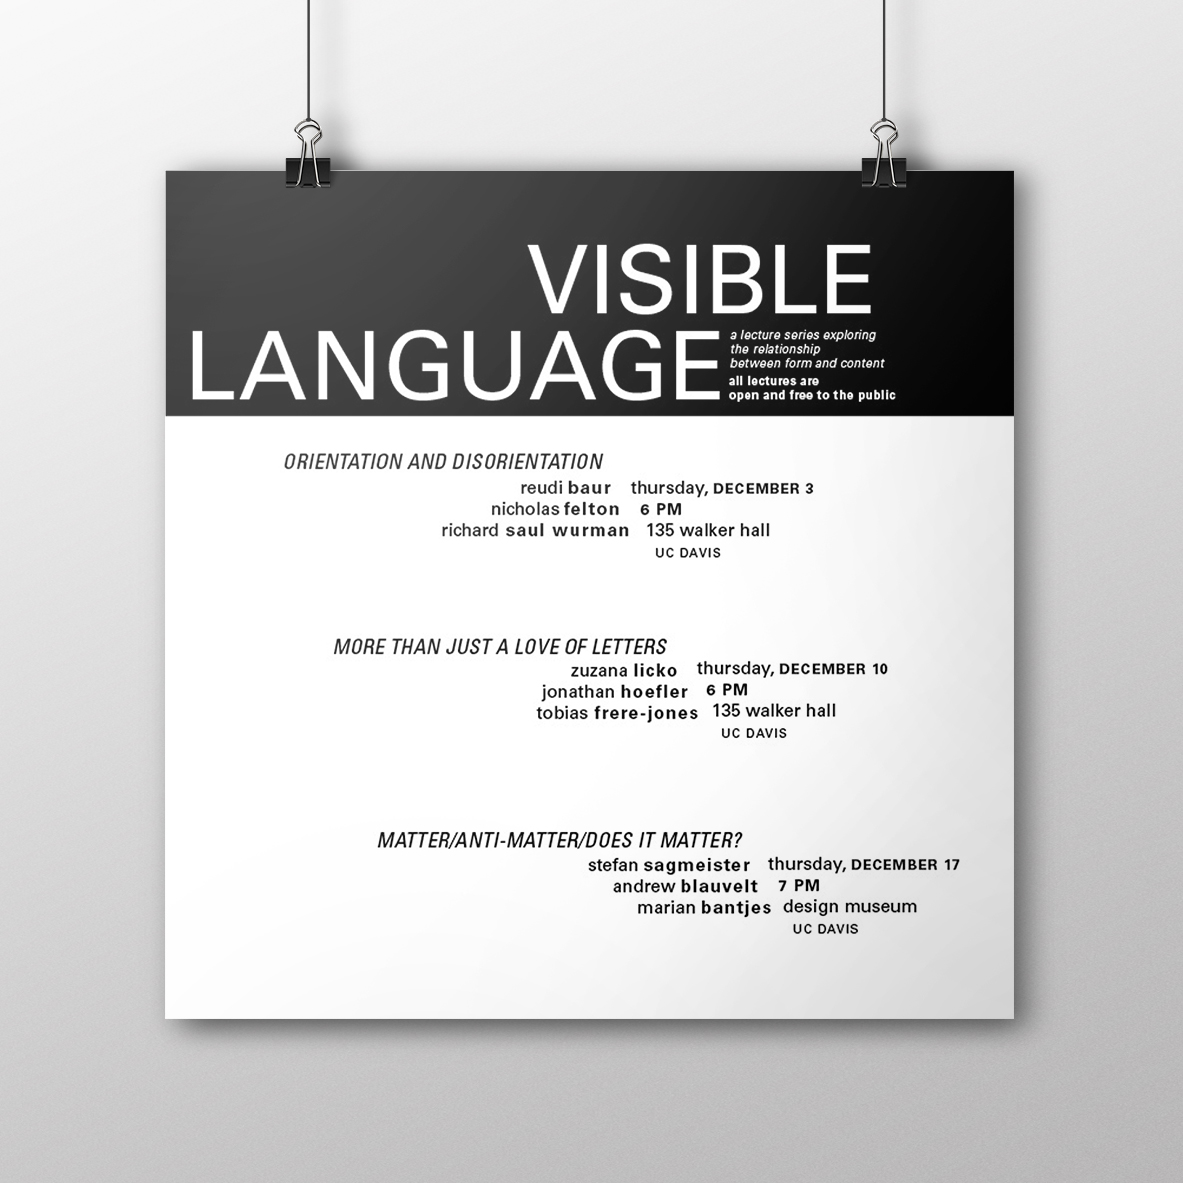 VISIBLE
LANGUAGE
a lecture series exploring
the relationship
between form and content
all lectures are
open and free to the public
ORIENTATION AND DISORIENTATION
reudi baur thursday, DECEMBER 3
nicholas felton 6 PM
richard saul wurman 135 walker hall
UC DAVIS
MORE THAN JUST A LOVE OF LETTERS
zuzana licko thursday, DECEMBER 10
jonathan hoefler 6 PM
tobias frere-jones 135 walker hall
UC DAVIS
MATTER/ANTI-MATTER/DOES IT MATTER?
stefan sagmeister thursday, DECEMBER 17
andrew blauvelt 7 PM
marian bantjes design museum
UC DAVIS